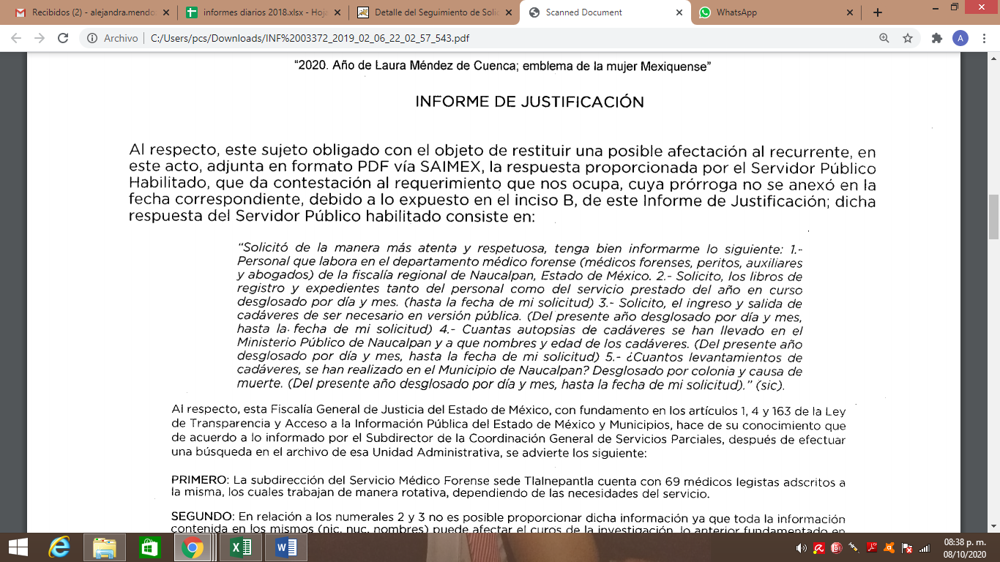 Recibidos (2) - alejandra.mendo
informes diarios 2018.xlsx - Hoja
Detalle del Seguimiento de Solic
Scanned Document
WhatsApp
Archivo
C:/Users/pcs/Downloads/INF%2003372_2019_02_06_22_02_57_543.pdf
A
“2020. Año de Laura Méndez de Cuenca; emblema de la mujer Mexiquense”
INFORME DE JUSTIFICACIÓN
Al respecto, este sujeto obligado con el objeto de restituir una posible afectación al recurrente, en
este acto, adjunta en formato PDF vía SAIMEX, la respuesta proporcionada por el Servidor Público
Habilitado, que da contestación al requerimiento que nos ocupa, cuya prórroga no se anexó en la
fecha correspondiente, debido a lo expuesto en el inciso B, de este Informe de Justificación; dicha
respuesta del Servidor Público habilitado consiste en:
“Solicitó de la manera más atenta y respetuosa, tenga bien informarme lo siguiente: 1.-
Personal que labora en el departamento médico forense (médicos forenses, peritos, auxiliares
y abogados) de la fiscalía regional de Naucalpan, Estado de México. 2.- Solicito, los libros de
registro y expedientes tanto del personal como del servicio prestado del año en curso
desglosado por día y mes. (hasta la fecha de mi solicitud) 3.- Solicito, el ingreso y salida de
cadáveres de ser necesario en versión pública. (Del presente año desglosado por día y mes,
hasta la fecha de mi solicitud) 4.- Cuantas autopsias de cadáveres se han llevado en el
Ministerio Público de Naucalpan y a que nombres y edad de los cadáveres. (Del presente año
desglosado por día y mes, hasta la fecha de mi solicitud) 5.- ¿Cuantos levantamientos de
cadáveres, se han realizado en el Municipio de Naucalpan? Desglosado por colonia y causa de
muerte. (Del presente año desglosado por día y mes, hasta la fecha de mi solicitud).” (sic).
Al respecto, esta Fiscalía General de Justicia del Estado de México, con fundamento en los artículos 1, 4 y 163 de la Ley
de Transparencia y Acceso a la Información Pública del Estado de México y Municipios, hace de su conocimiento que
de acuerdo a lo informado por el Subdirector de la Coordinación General de Servicios Parciales, después de efectuar
una búsqueda en el archivo de esa Unidad Administrativa, se advierte los siguiente:
PRIMERO: La subdirección del Servicio Médico Forense sede Tlalnepantla cuenta con 69 médicos legistas adscritos a
la misma, los cuales trabajan de manera rotativa, dependiendo de las necesidades del servicio.
SEGUNDO: En relación a los numerales 2 y 3 no es posible proporcionar dicha información ya que toda la información
contenida en los mismos (nic, nuc, nombres) puede afectar el curos de la investigación, lo anterior fundamentado en
08:38 p. m.
08/10/2020